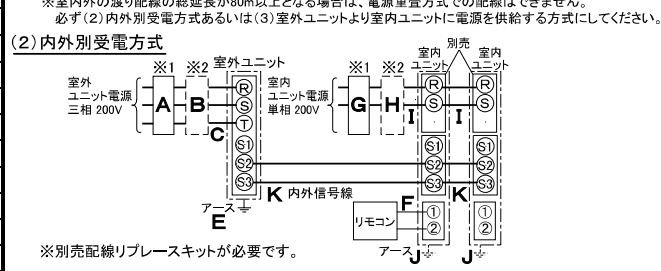 ※室内外の渡り配線の総延長が80m以上となる場合は、電源重畳方式での配線はできません。
必ず(2)内外別受電方式あるいは(3)室外ユニットより室内ユニットに電源を供給する方式にしてください。
(2)内外別受電方式
※1 ※2 室外ユニット
室外
ユニット電源
三相 200V
A B C
R
S
T
S1
S2
S3
アース
E
K 内外信号線
※1 ※2
室内
ユニット電源
単相 200V
G H I I
別売
室内
ユニット
室内
ユニット
R
S
S1
S2
S3
①
②
R
S
S1
S2
S3
①
②
K
F
リモコン
アース J J
※別売配線リプレースキットが必要です。